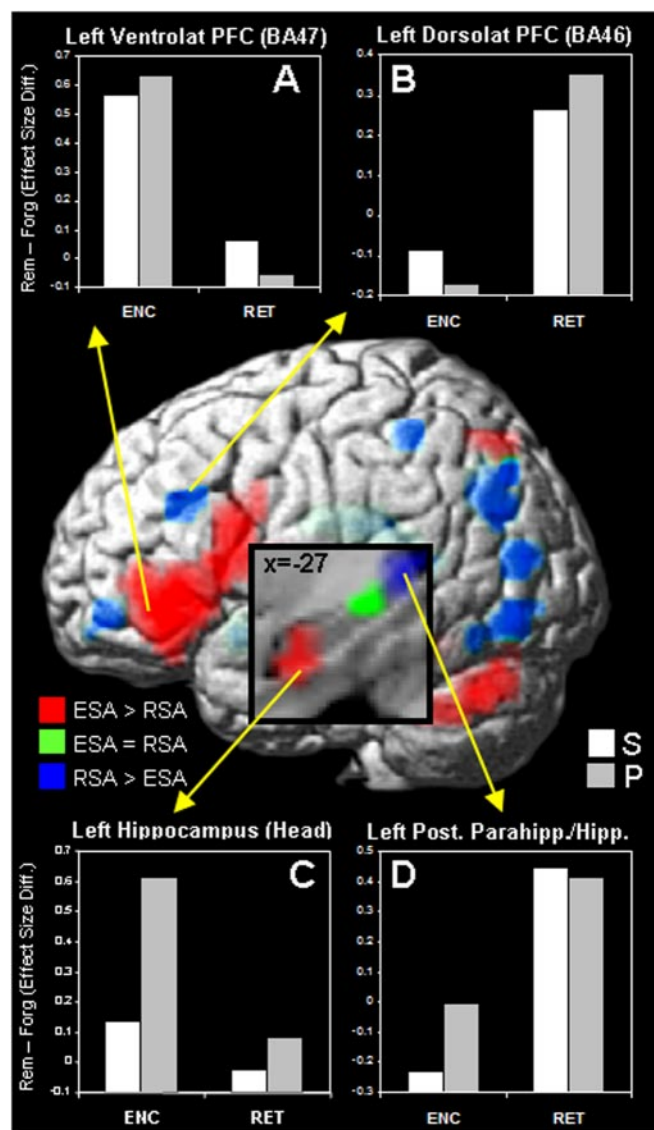 Left Ventrolat PFC (BA47)
A
Rem – Forg (Effect Size Diff.)
0.7
0.6
0.5
0.4
0.3
0.2
0.1
0
-0.1
ENC RET
Left Dorsolat PFC (BA46)
B
0.4
0.3
0.2
0.1
0
-0.1
-0.2
ENC RET
x=-27
ESA > RSA
ESA = RSA
RSA > ESA
S
P
Left Hippocampus (Head)
C
Rem – Forg (Effect Size Diff.)
0.7
0.6
0.5
0.4
0.3
0.2
0.1
0
-0.1
ENC RET
Left Post. Parahipp./Hipp.
D
0.5
0.4
0.3
0.2
0.1
0
-0.1
-0.2
-0.3
ENC RET